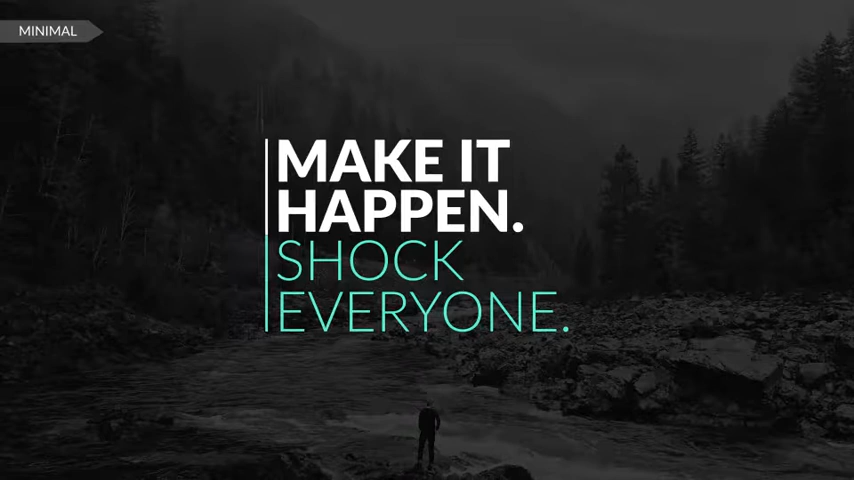 MINIMAL
MAKE IT
HAPPEN.
SHOCK
EVERYONE.